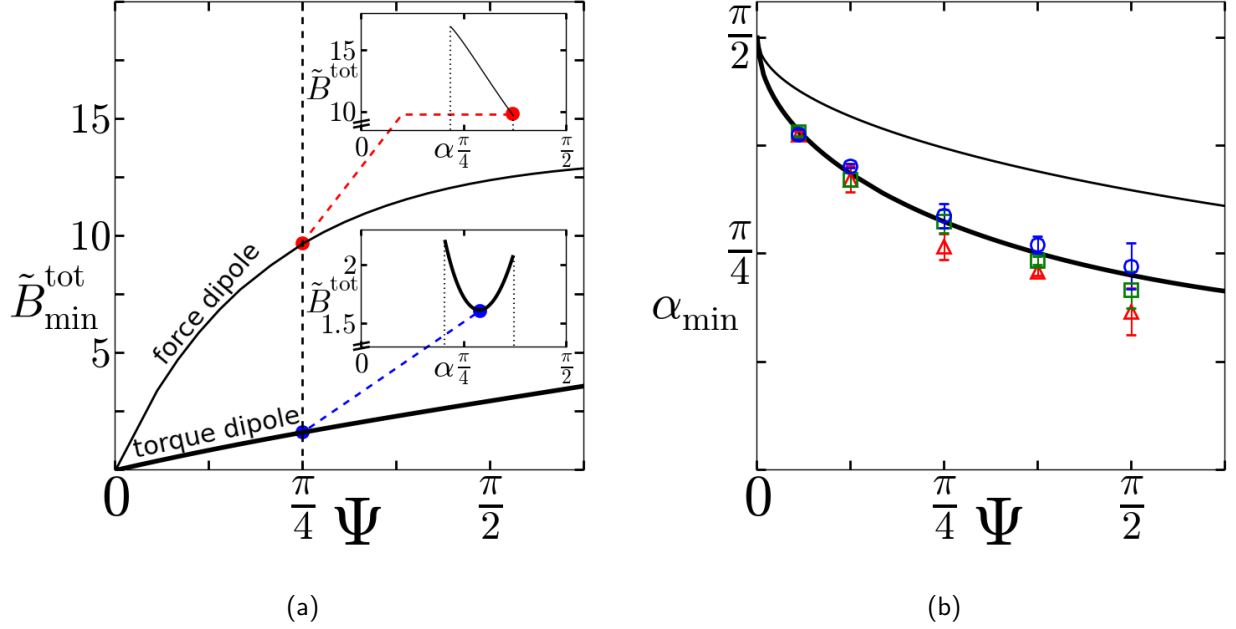 15
10
5
B̃ᵗᵒᵗ_min
force dipole
torque dipole
0
π/4
Ψ
π/2
15
10
B̃ᵗᵒᵗ
0
α
π/4
π/2
2
1.5
B̃ᵗᵒᵗ
0
α
π/4
π/2
(a)
π/2
π/4
α_min
0
π/4
Ψ
π/2
(b)